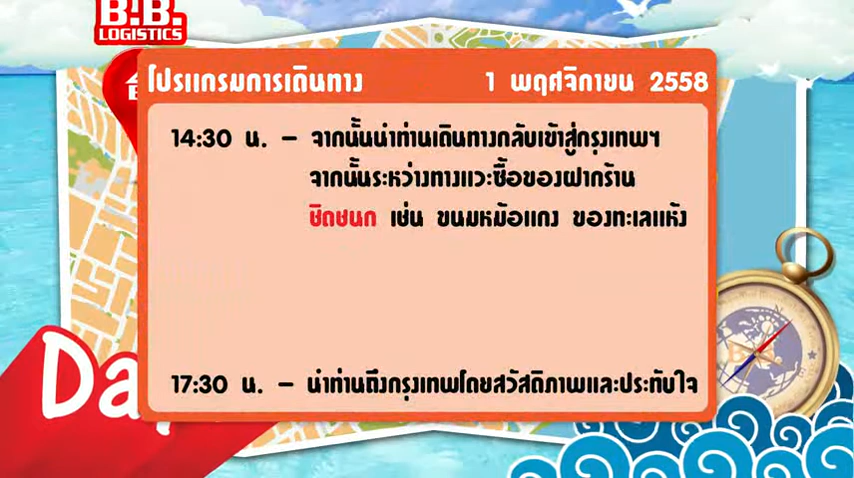 B.B.
LOGISTICS
โปรแกรมการเดินทาง 1 พฤศจิกายน 2558
14:30 น. – จากนั้นนำท่านเดินทางกลับเข้าสู่กรุงเทพฯ
จากนั้นระหว่างทางแวะซื้อของฝากร้าน
ชิดชนก เช่น ขนมหม้อแกง ของทะเลแห้ง
17:30 น. – นำท่านถึงกรุงเทพโดยสวัสดิภาพและประทับใจ